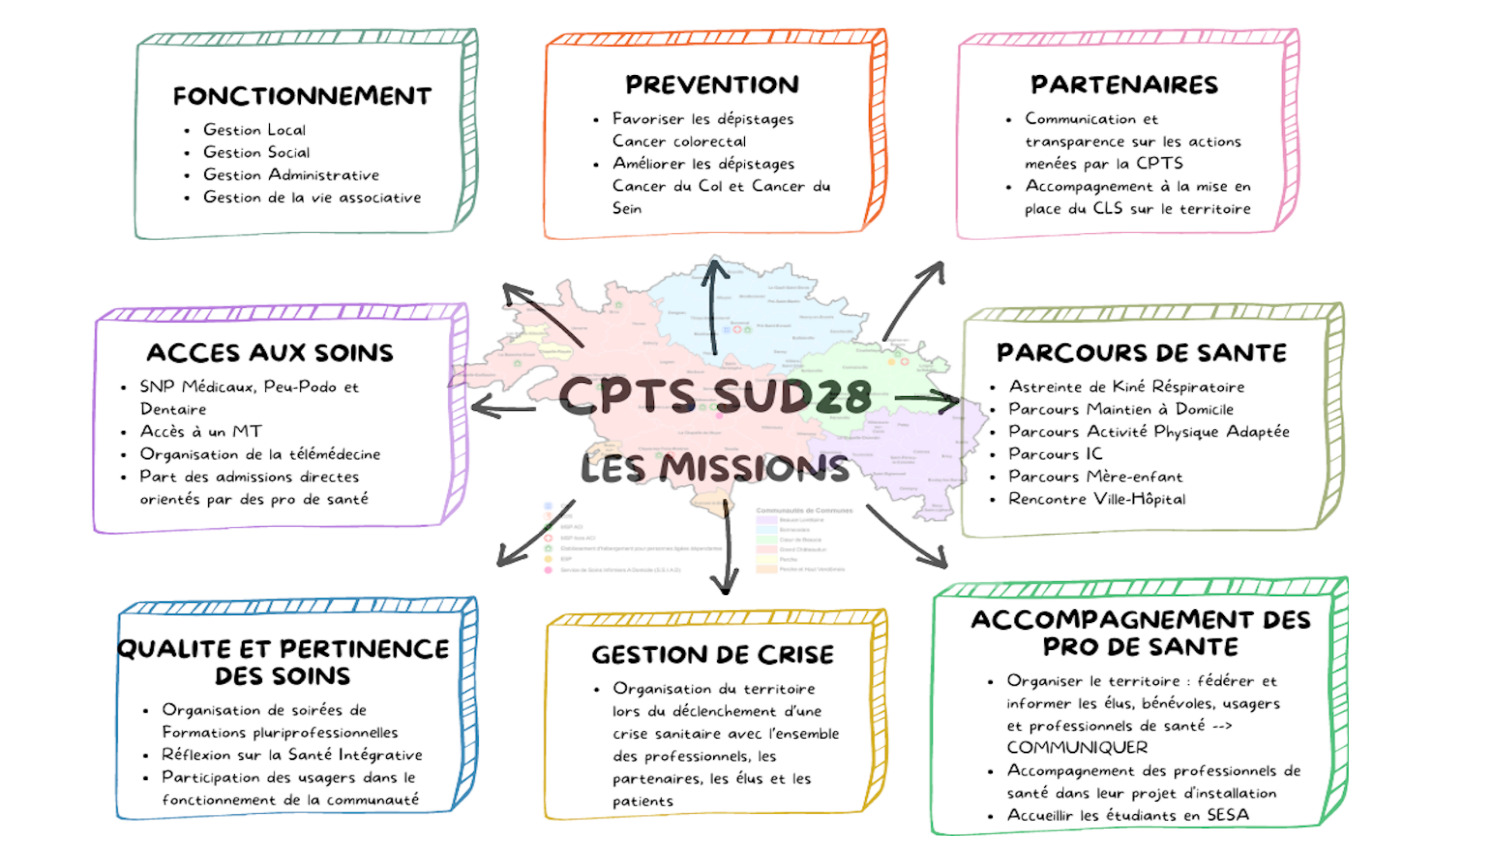 FONCTIONNEMENT
• Gestion Local
• Gestion Social
• Gestion Administrative
• Gestion de la vie associative
PREVENTION
• Favoriser les dépistages
Cancer colorectal
• Améliorer les dépistages
Cancer du Col et Cancer du
Sein
PARTENAIRES
• Communication et
transparence sur les actions
menées par la CPTS
• Accompagnement à la mise en
place du CLS sur le territoire
ACCES AUX SOINS
• SNP Médicaux, Peu-Podo et
Dentaire
• Accès à un MT
• Organisation de la télémédecine
• Part des admissions directes
orientés par des pro de santé
CPTS SUD28
LES MISSIONS
PARCOURS DE SANTE
• Astreinte de Kiné Réspiratoire
• Parcours Maintien à Domicile
• Parcours Activité Physique Adaptée
• Parcours IC
• Parcours Mère-enfant
• Rencontre Ville-Hôpital
Communautés de Communes
QUALITE ET PERTINENCE
DES SOINS
• Organisation de soirées de
Formations pluriprofessionnelles
• Réflexion sur la Santé Intégrative
• Participation des usagers dans le
fonctionnement de la communauté
GESTION DE CRISE
• Organisation du territoire
lors du déclenchement d'une
crise sanitaire avec l'ensemble
des professionnels, les
partenaires, les élus et les
patients
ACCOMPAGNEMENT DES
PRO DE SANTE
• Organiser le territoire : fédérer et
informer les élus, bénévoles, usagers
et professionnels de santé -->
COMMUNIQUER
• Accompagnement des professionnels de
santé dans leur projet d'installation
• Accueillir les étudiants en SESA